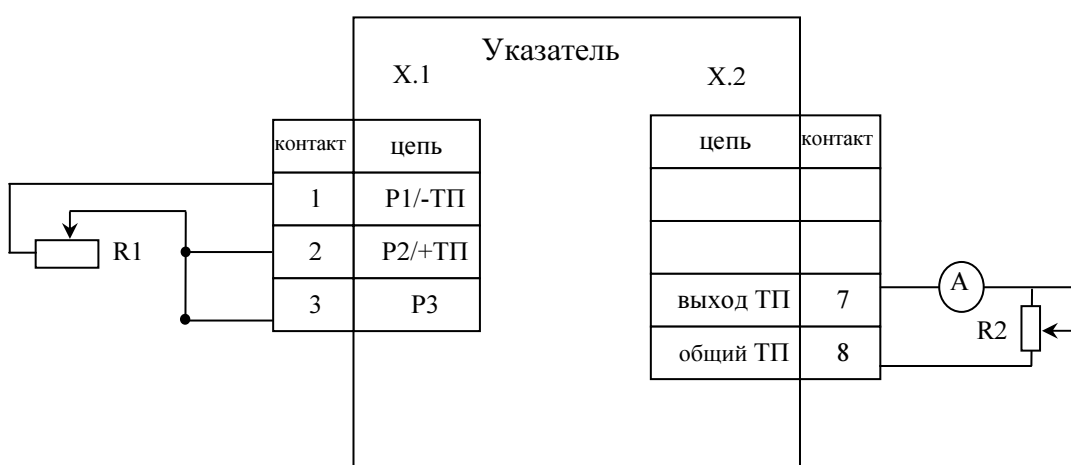 Указатель
X.1
X.2
контакт
цепь
1
P1/-ТП
2
P2/+ТП
3
P3
R1
цепь
контакт
выход ТП
7
общий ТП
8
A
R2